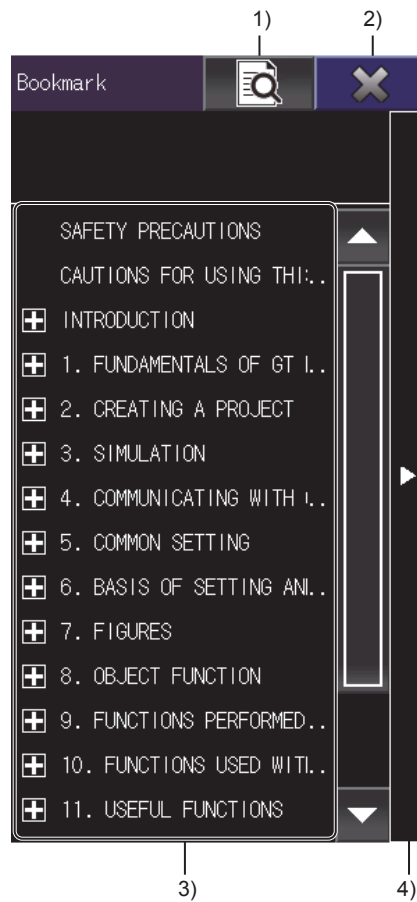 1) 2)
Bookmark
SAFETY PRECAUTIONS
CAUTIONS FOR USING THI..
INTRODUCTION
1. FUNDAMENTALS OF GT I..
2. CREATING A PROJECT
3. SIMULATION
4. COMMUNICATING WITH ..
5. COMMON SETTING
6. BASIS OF SETTING AN..
7. FIGURES
8. OBJECT FUNCTION
9. FUNCTIONS PERFORMED..
10. FUNCTIONS USED WIT..
11. USEFUL FUNCTIONS
3) 4)